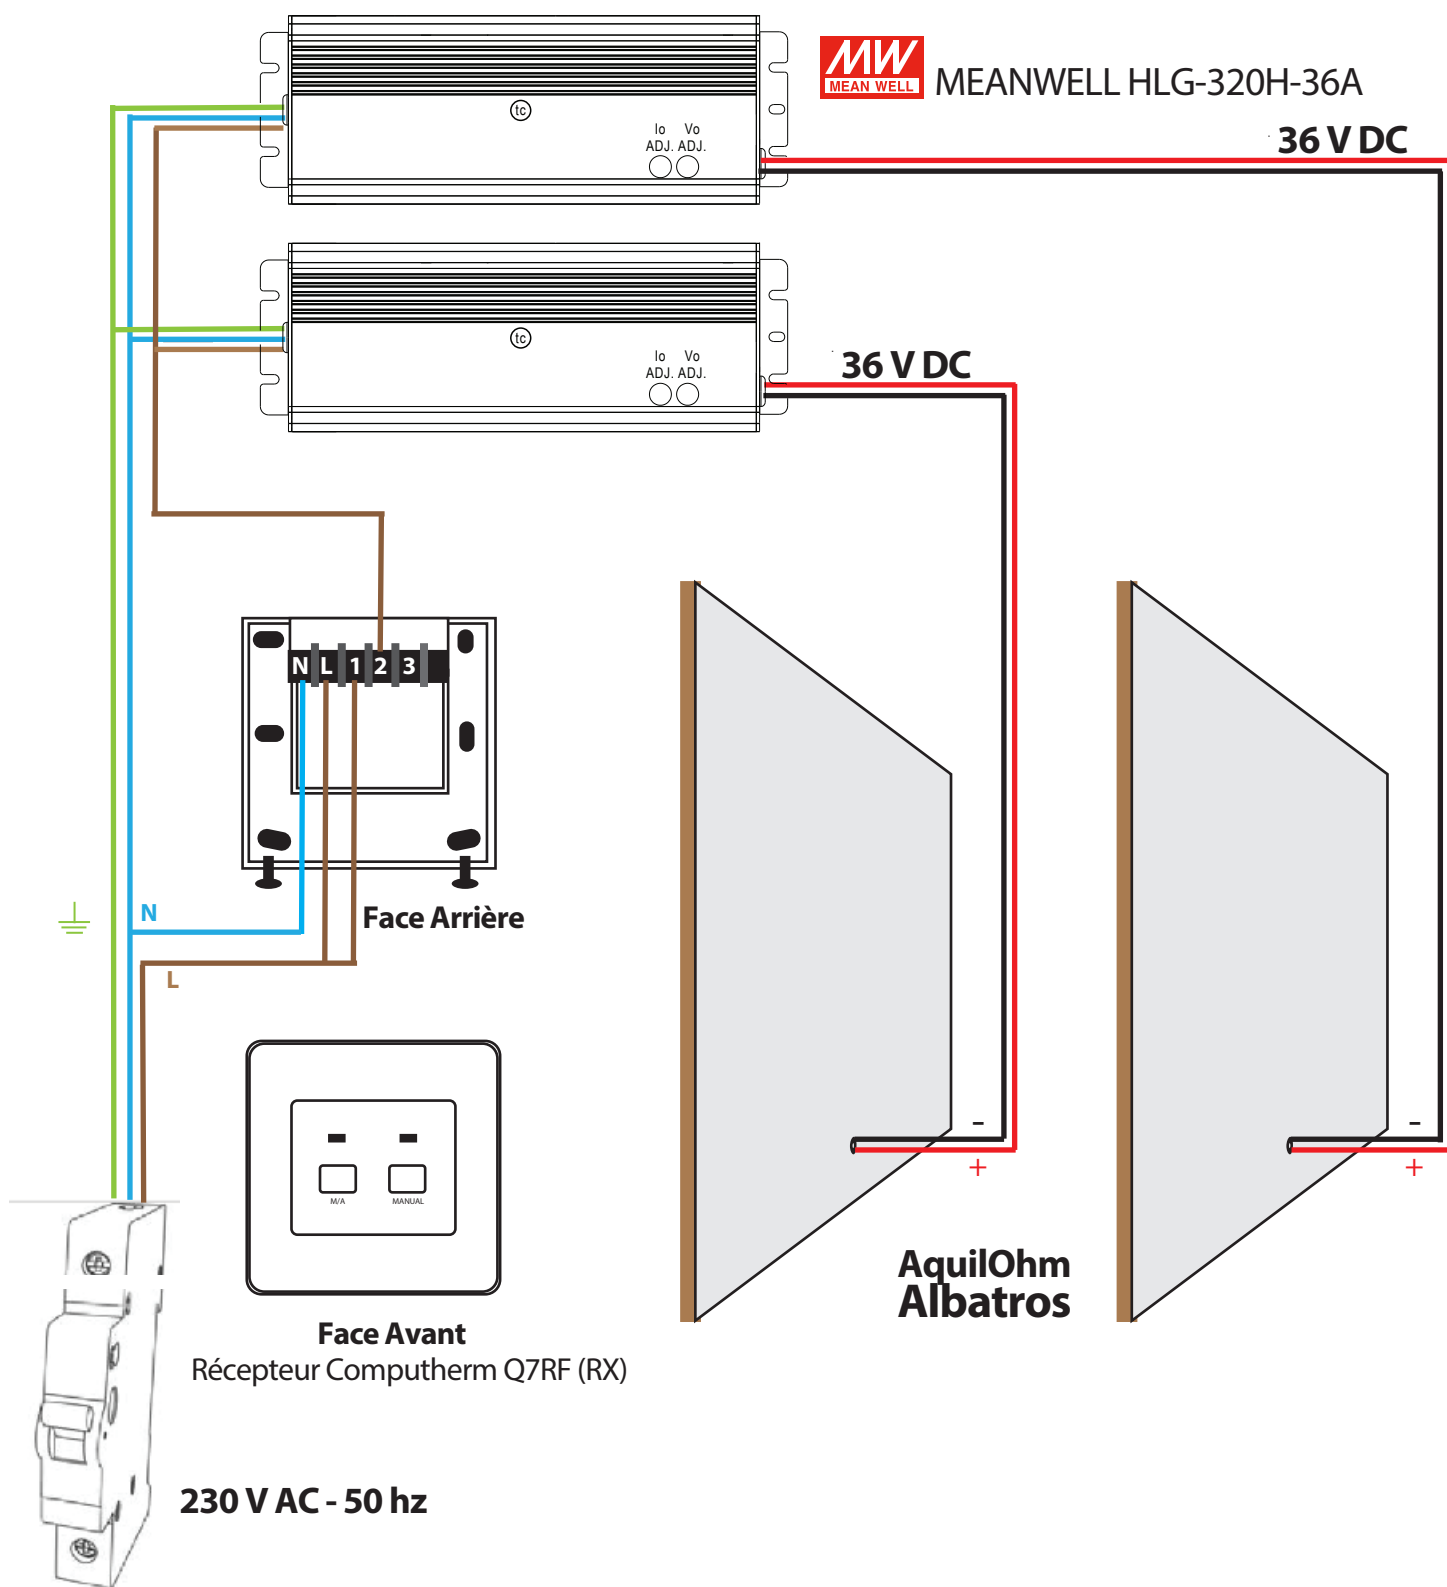 MW
MEAN WELL
MEANWELL HLG-320H-36A
36 V DC
tc
Io Vo
ADJ. ADJ.
tc
Io Vo
ADJ. ADJ.
36 V DC
N L 1 2 3
Face Arrière
N
L
M/A MANUAL
-
+
-
+
AquilOhm
Albatros
Face Avant
Récepteur Computherm Q7RF (RX)
230 V AC - 50 hz